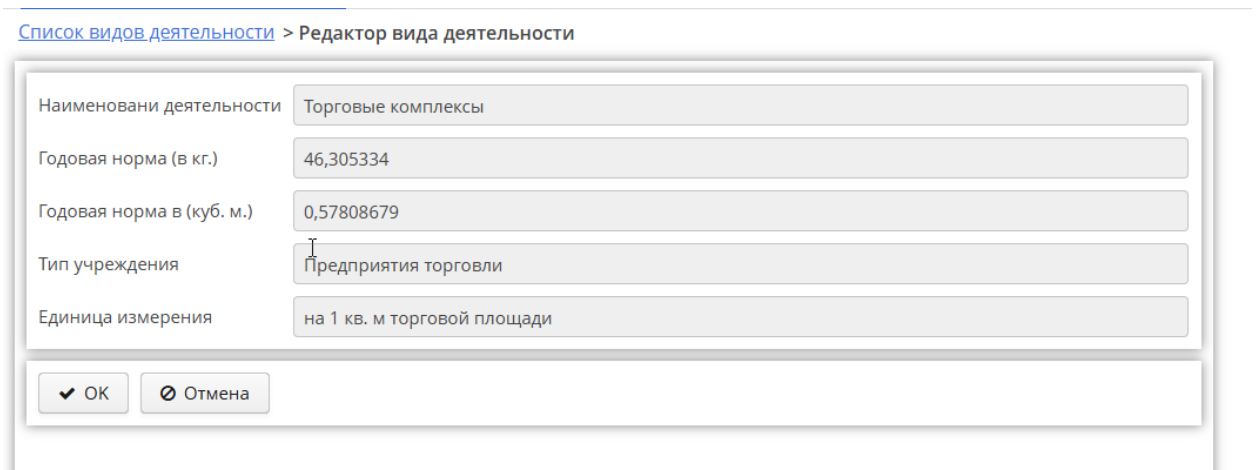 Список видов деятельности > Редактор вида деятельности
Наименовани деятельности Торговые комплексы
Годовая норма (в кг.) 46,305334
Годовая норма в (куб. м.) 0,57808679
Тип учреждения Предприятия торговли
Единица измерения на 1 кв. м торговой площади
OK Отмена